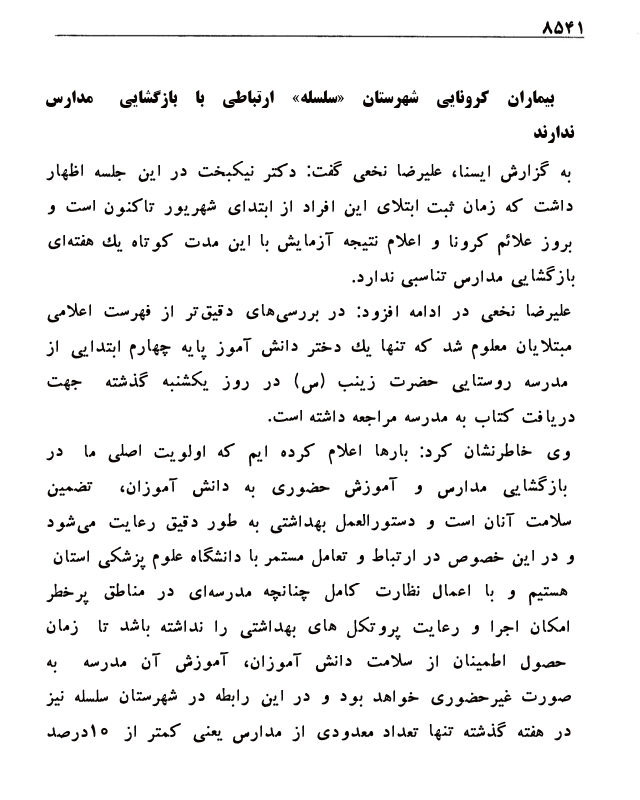 ۸۵۴۱
بیماران کرونایی شهرستان «سلسله» ارتباطی با بازگشایی مدارس
ندارند
به گزارش ایسنا، علیرضا نخعی گفت: دکتر نیکبخت در این جلسه اظهار
داشت که زمان ثبت ابتلای این افراد از ابتدای شهریور تاکنون است و
بروز علائم کرونا و اعلام نتیجه آزمایش با این مدت کوتاه یك هفته‌ای
بازگشایی مدارس تناسبی ندارد.
علیرضا نخعی در ادامه افزود: در بررسی‌های دقیق‌تر از فهرست اعلامی
مبتلایان معلوم شد که تنها یك دختر دانش آموز پایه چهارم ابتدایی از
مدرسه روستایی حضرت زینب (س) در روز یکشنبه گذشته جهت
دریافت کتاب به مدرسه مراجعه داشته است.
وی خاطرنشان کرد: بارها اعلام کرده ایم که اولویت اصلی ما در
بازگشایی مدارس و آموزش حضوری به دانش آموزان، تضمین
سلامت آنان است و دستورالعمل بهداشتی به طور دقیق رعایت می‌شود
و در این خصوص در ارتباط و تعامل مستمر با دانشگاه علوم پزشکی استان
هستیم و با اعمال نظارت کامل چنانچه مدرسه‌ای در مناطق پرخطر
امکان اجرا و رعایت پروتکل های بهداشتی را نداشته باشد تا زمان
حصول اطمینان از سلامت دانش آموزان، آموزش آن مدرسه به
صورت غیرحضوری خواهد بود و در این رابطه در شهرستان سلسله نیز
در هفته گذشته تنها تعداد معدودی از مدارس یعنی کمتر از ۱۰درصد